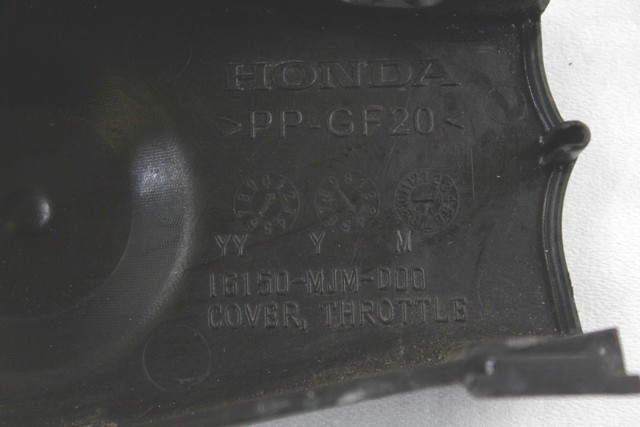 HONDA
>PP-GF20<
YY Y M
16150-MJM-D00
COVER, THROTTLE